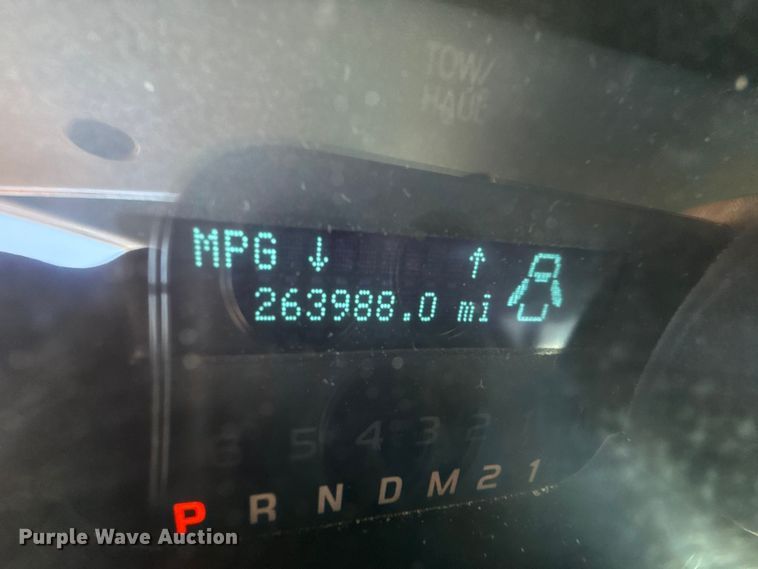 TOW/
HAUL
MPG ↓ ↑
263988.0 mi
6 5 4 3 2 1
P R N D M 2 1
Purple Wave Auction